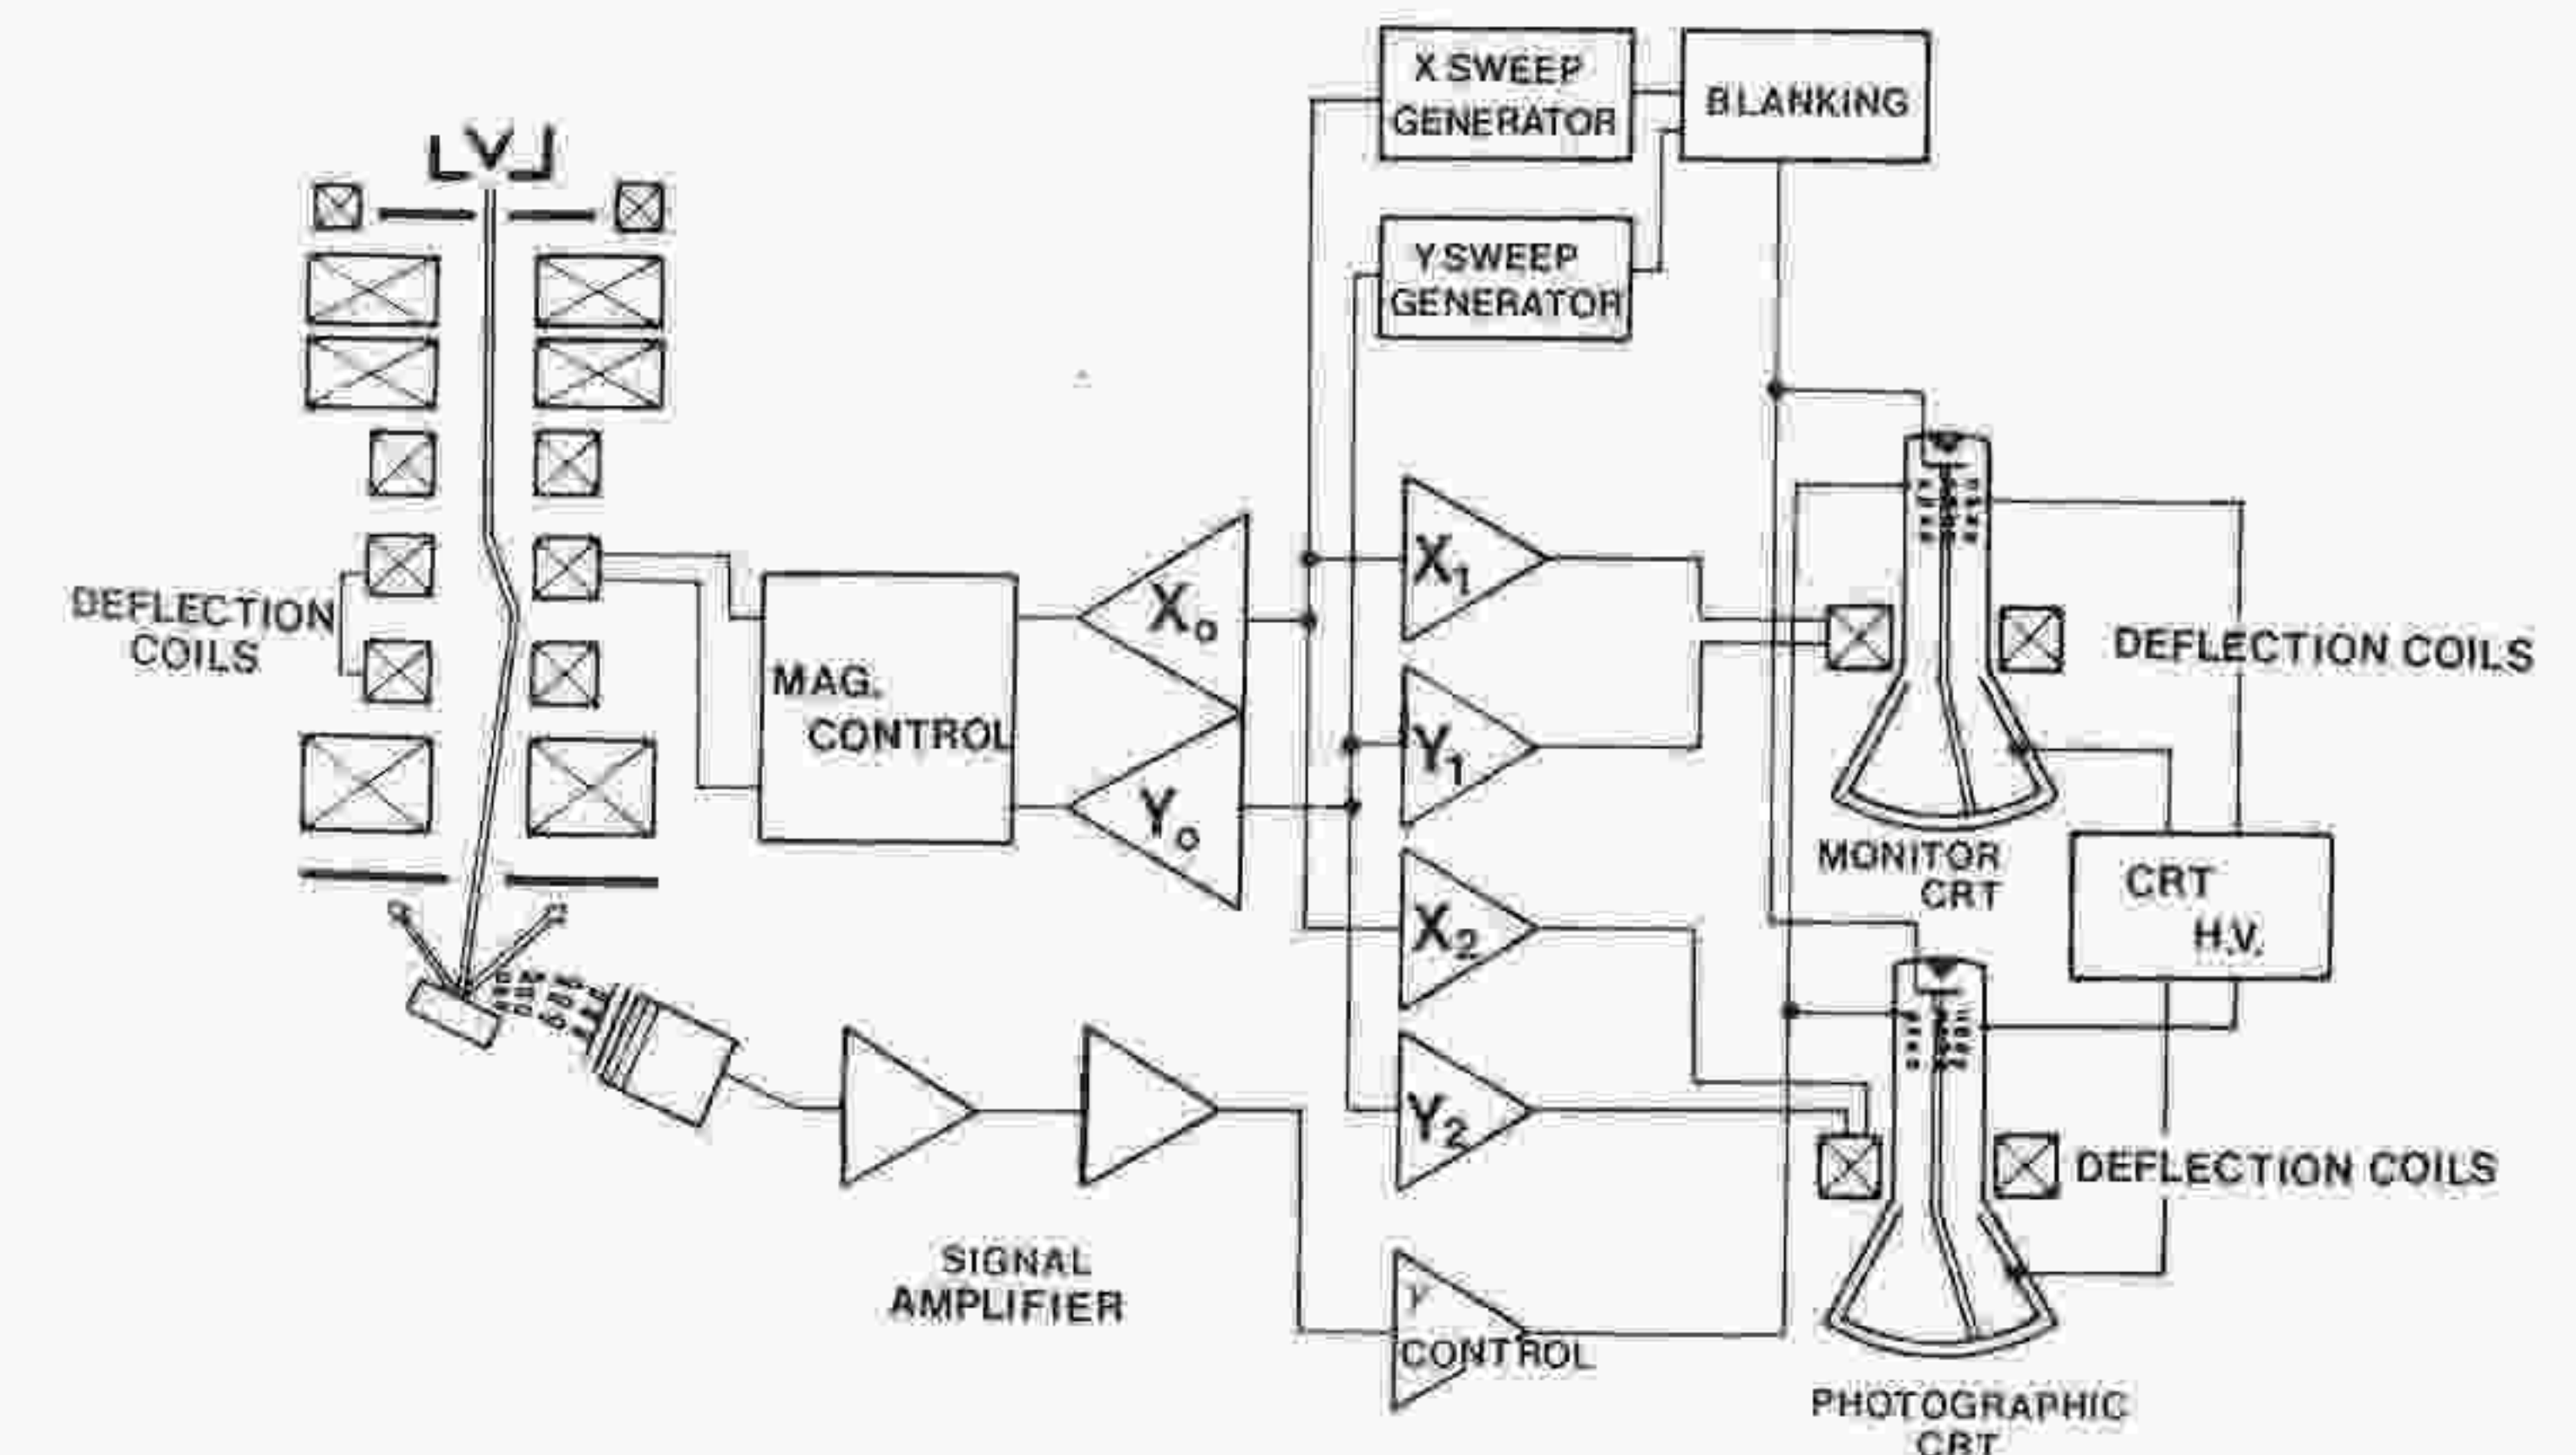 X SWEEP
GENERATOR
BLANKING
Y SWEEP
GENERATOR
DEFLECTION
COILS
MAG.
CONTROL
Xo
Yo
X1
Y1
X2
Y2
DEFLECTION COILS
MONITOR
CRT
CRT
H.V.
DEFLECTION COILS
SIGNAL
AMPLIFIER
γ
CONTROL
PHOTOGRAPHIC
CRT